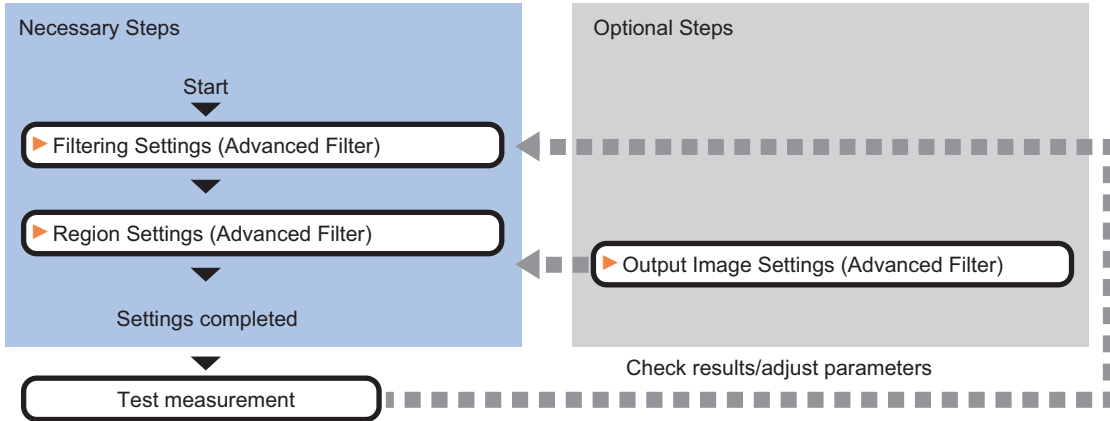 Necessary Steps
Optional Steps
Start
Filtering Settings (Advanced Filter)
Region Settings (Advanced Filter)
Output Image Settings (Advanced Filter)
Settings completed
Check results/adjust parameters
Test measurement